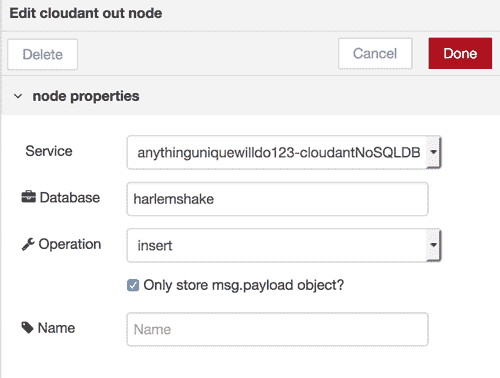 Edit cloudant out node
Delete
Cancel
Done
node properties
Service
anythinguniquewilldo123-cloudantNoSQLDB
Database
harlemshake
Operation
insert
Only store msg.payload object?
Name
Name